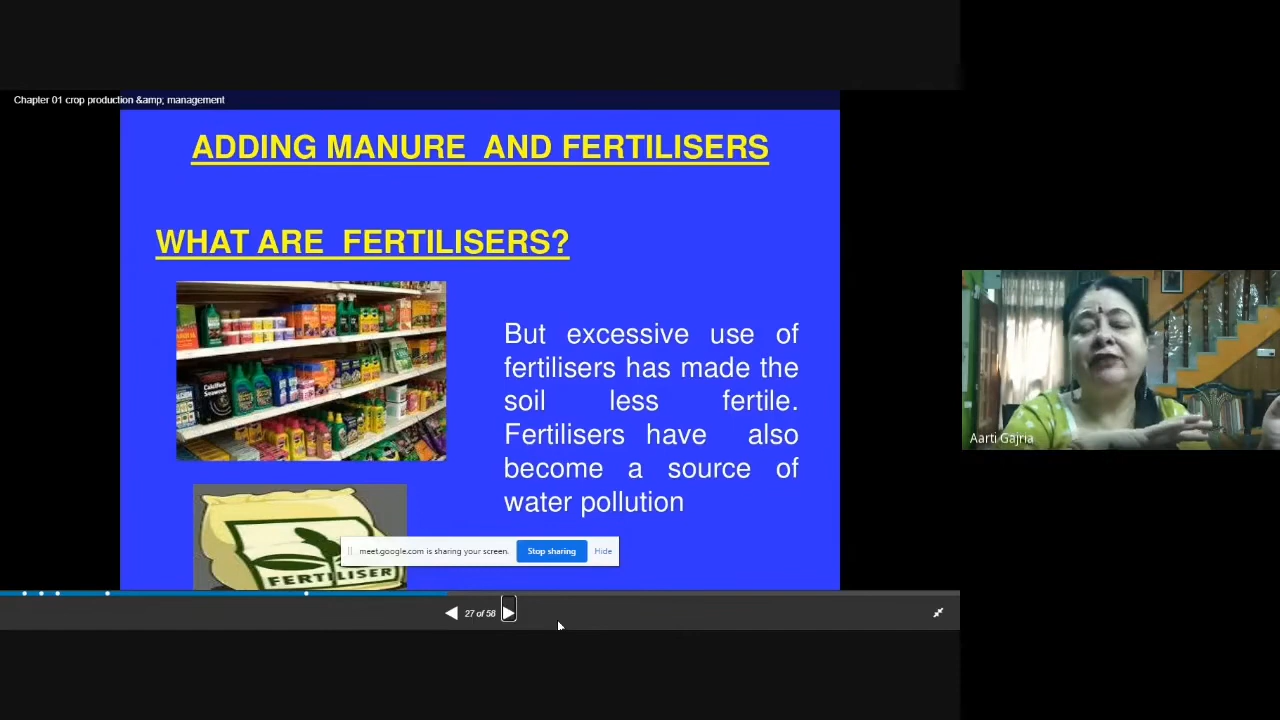 Chapter 01 crop production &amp; management
ADDING MANURE AND FERTILISERS
WHAT ARE FERTILISERS?
But excessive use of
fertilisers has made the
soil less fertile.
Fertilisers have also
become a source of
water pollution
FERTILISER
meet.google.com is sharing your screen. Stop sharing Hide
27 of 58
Aarti Gajria